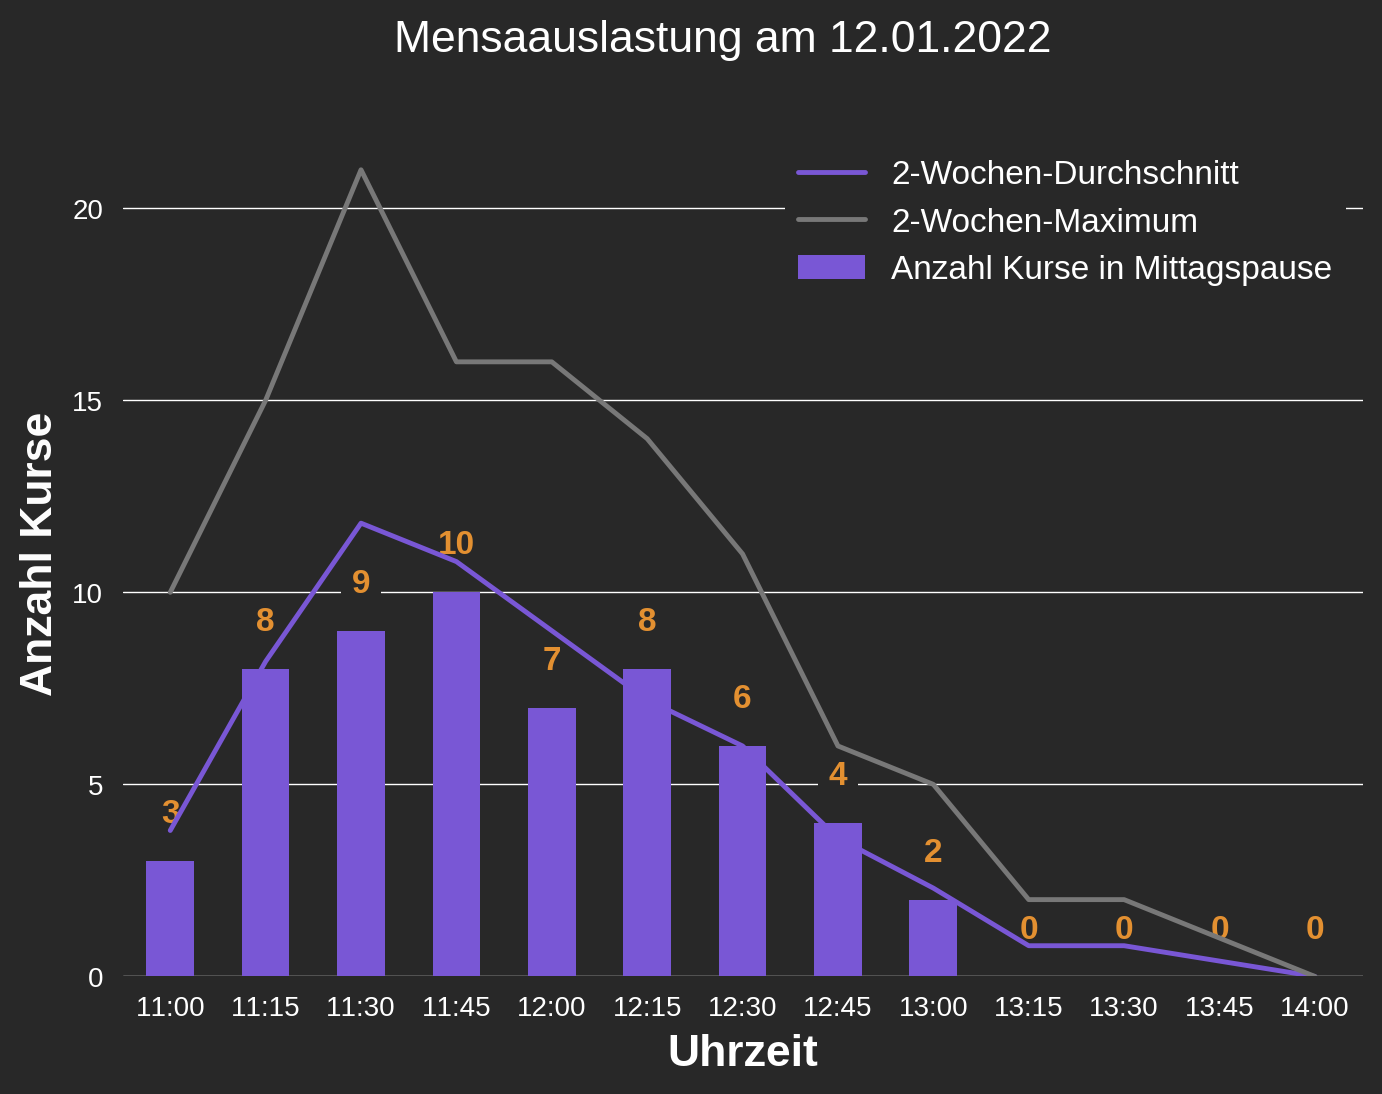 Mensaauslastung am 12.01.2022
2-Wochen-Durchschnitt
2-Wochen-Maximum
Anzahl Kurse in Mittagspause
Anzahl Kurse
20
15
10
5
0
3
8
9
10
7
8
6
4
2
0
0
0
0
11:00 11:15 11:30 11:45 12:00 12:15 12:30 12:45 13:00 13:15 13:30 13:45 14:00
Uhrzeit